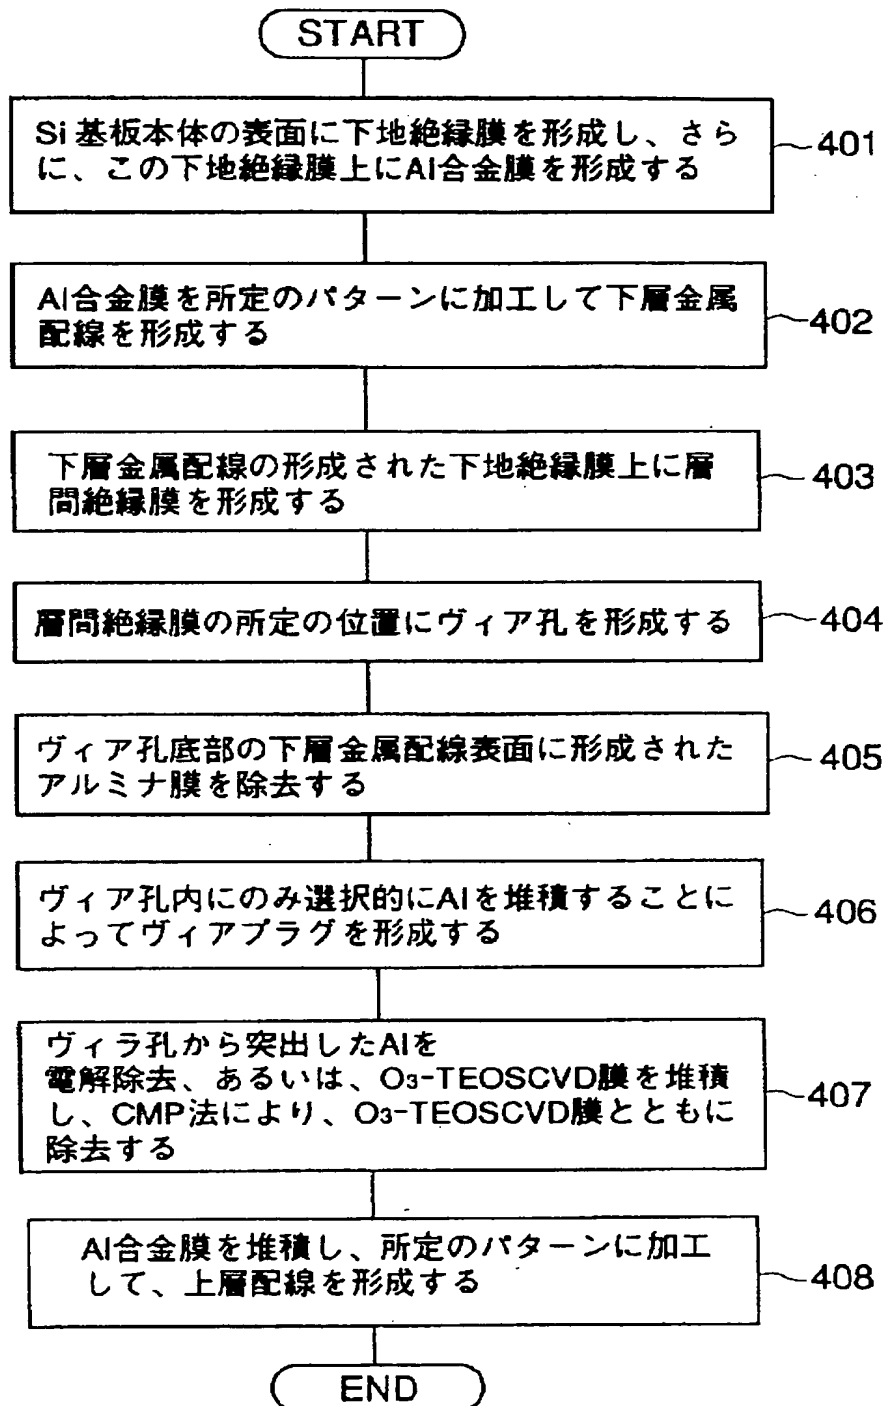 START
Si基板本体の表面に下地絶縁膜を形成し、さら
に、この下地絶縁膜上にAl合金膜を形成する
401
Al合金膜を所定のパターンに加工して下層金属
配線を形成する
402
下層金属配線の形成された下地絶縁膜上に層
間絶縁膜を形成する
403
層間絶縁膜の所定の位置にヴィア孔を形成する
404
ヴィア孔底部の下層金属配線表面に形成された
アルミナ膜を除去する
405
ヴィア孔内にのみ選択的にAlを堆積することに
よってヴィアプラグを形成する
406
ヴィラ孔から突出したAlを
電解除去、あるいは、O₃-TEOSCVD膜を堆積
し、CMP法により、O₃-TEOSCVD膜とともに
除去する
407
Al合金膜を堆積し、所定のパターンに加工
して、上層配線を形成する
408
END